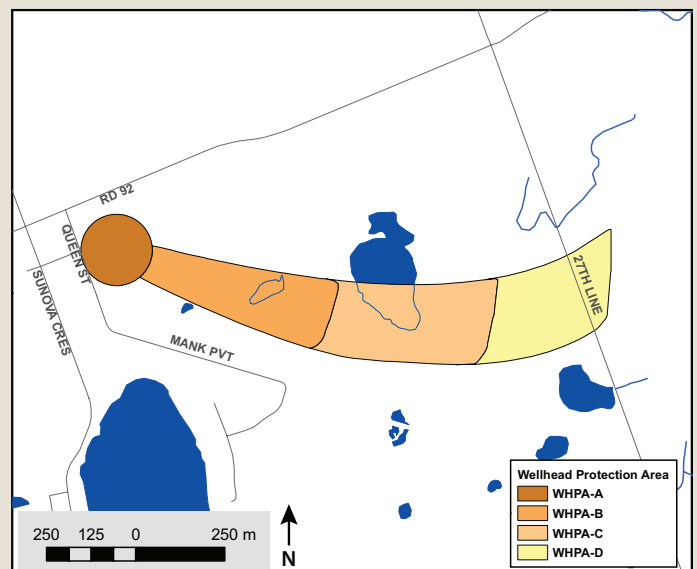 RD 92
QUEEN ST
SUNOVA CRES
MANK PVT
27TH LINE
250 125 0 250 m
N
Wellhead Protection Area
WHPA-A
WHPA-B
WHPA-C
WHPA-D